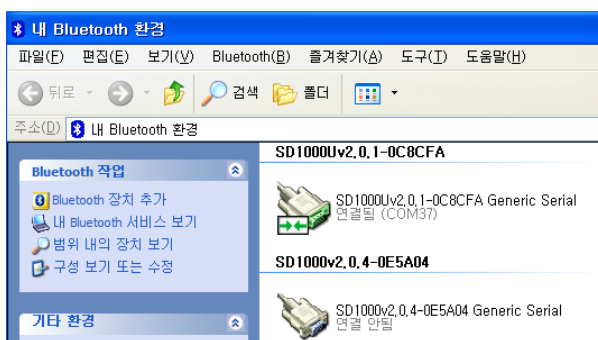 내 Bluetooth 환경
파일(F) 편집(E) 보기(V) Bluetooth(B) 즐겨찾기(A) 도구(T) 도움말(H)
뒤로 검색 폴더
주소(D) 내 Bluetooth 환경
Bluetooth 작업
Bluetooth 장치 추가
내 Bluetooth 서비스 보기
범위 내의 장치 보기
구성 보기 또는 수정
기타 환경
SD1000Uv2.0.1-0C8CFA
SD1000Uv2.0.1-0C8CFA Generic Serial
연결됨 (COM37)
SD1000v2.0.4-0E5A04
SD1000v2.0.4-0E5A04 Generic Serial
연결 안됨